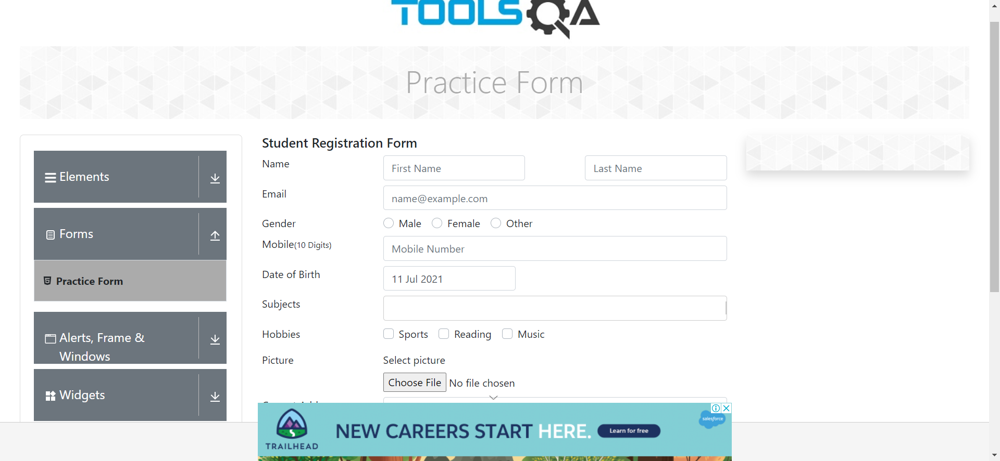 TOOLSQA
Practice Form
Elements
Forms
Practice Form
Alerts, Frame &
Windows
Widgets
Student Registration Form
Name
First Name
Last Name
Email
name@example.com
Gender
Male
Female
Other
Mobile(10 Digits)
Mobile Number
Date of Birth
11 Jul 2021
Subjects
Hobbies
Sports
Reading
Music
Picture
Select picture
Choose File
No file chosen
TRAILHEAD
NEW CAREERS START HERE.
Learn for free
salesforce